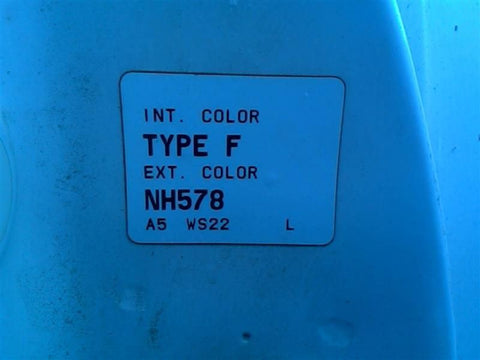 INT. COLOR
TYPE F
EXT. COLOR
NH578
A5 WS22 L